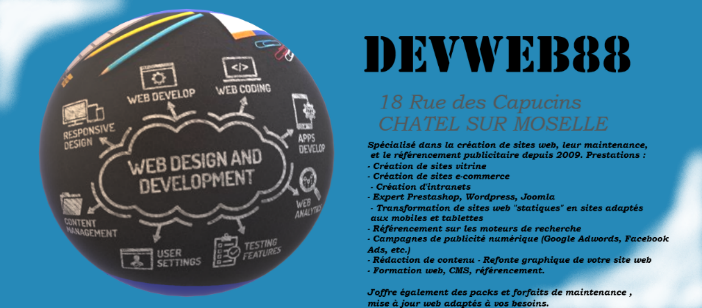 DEVWEB88
18 Rue des Capucins
CHATEL SUR MOSELLE
Spécialisé dans la création de sites web, leur maintenance,
et le référencement publicitaire depuis 2009. Prestations :
- Création de sites vitrine
- Création de sites e-commerce
- Création d'intranets
- Expert Prestashop, Wordpress, Joomla
- Transformation de sites web "statiques" en sites adaptés
aux mobiles et tablettes
- Référencement sur les moteurs de recherche
- Campagnes de publicité numérique (Google Adwords, Facebook
Ads, etc.)
- Rédaction de contenu - Refonte graphique de votre site web
- Formation web, CMS, référencement.
J'offre également des packs et forfaits de maintenance ,
mise à jour web adaptés à vos besoins.
WEB DEVELOP
WEB CODING
RESPONSIVE
DESIGN
APPS
DEVELOP
WEB DESIGN AND
DEVELOPMENT
WEB
ANALYTICS
CONTENT
MANAGEMENT
USER
SETTINGS
TESTING
FEATURES